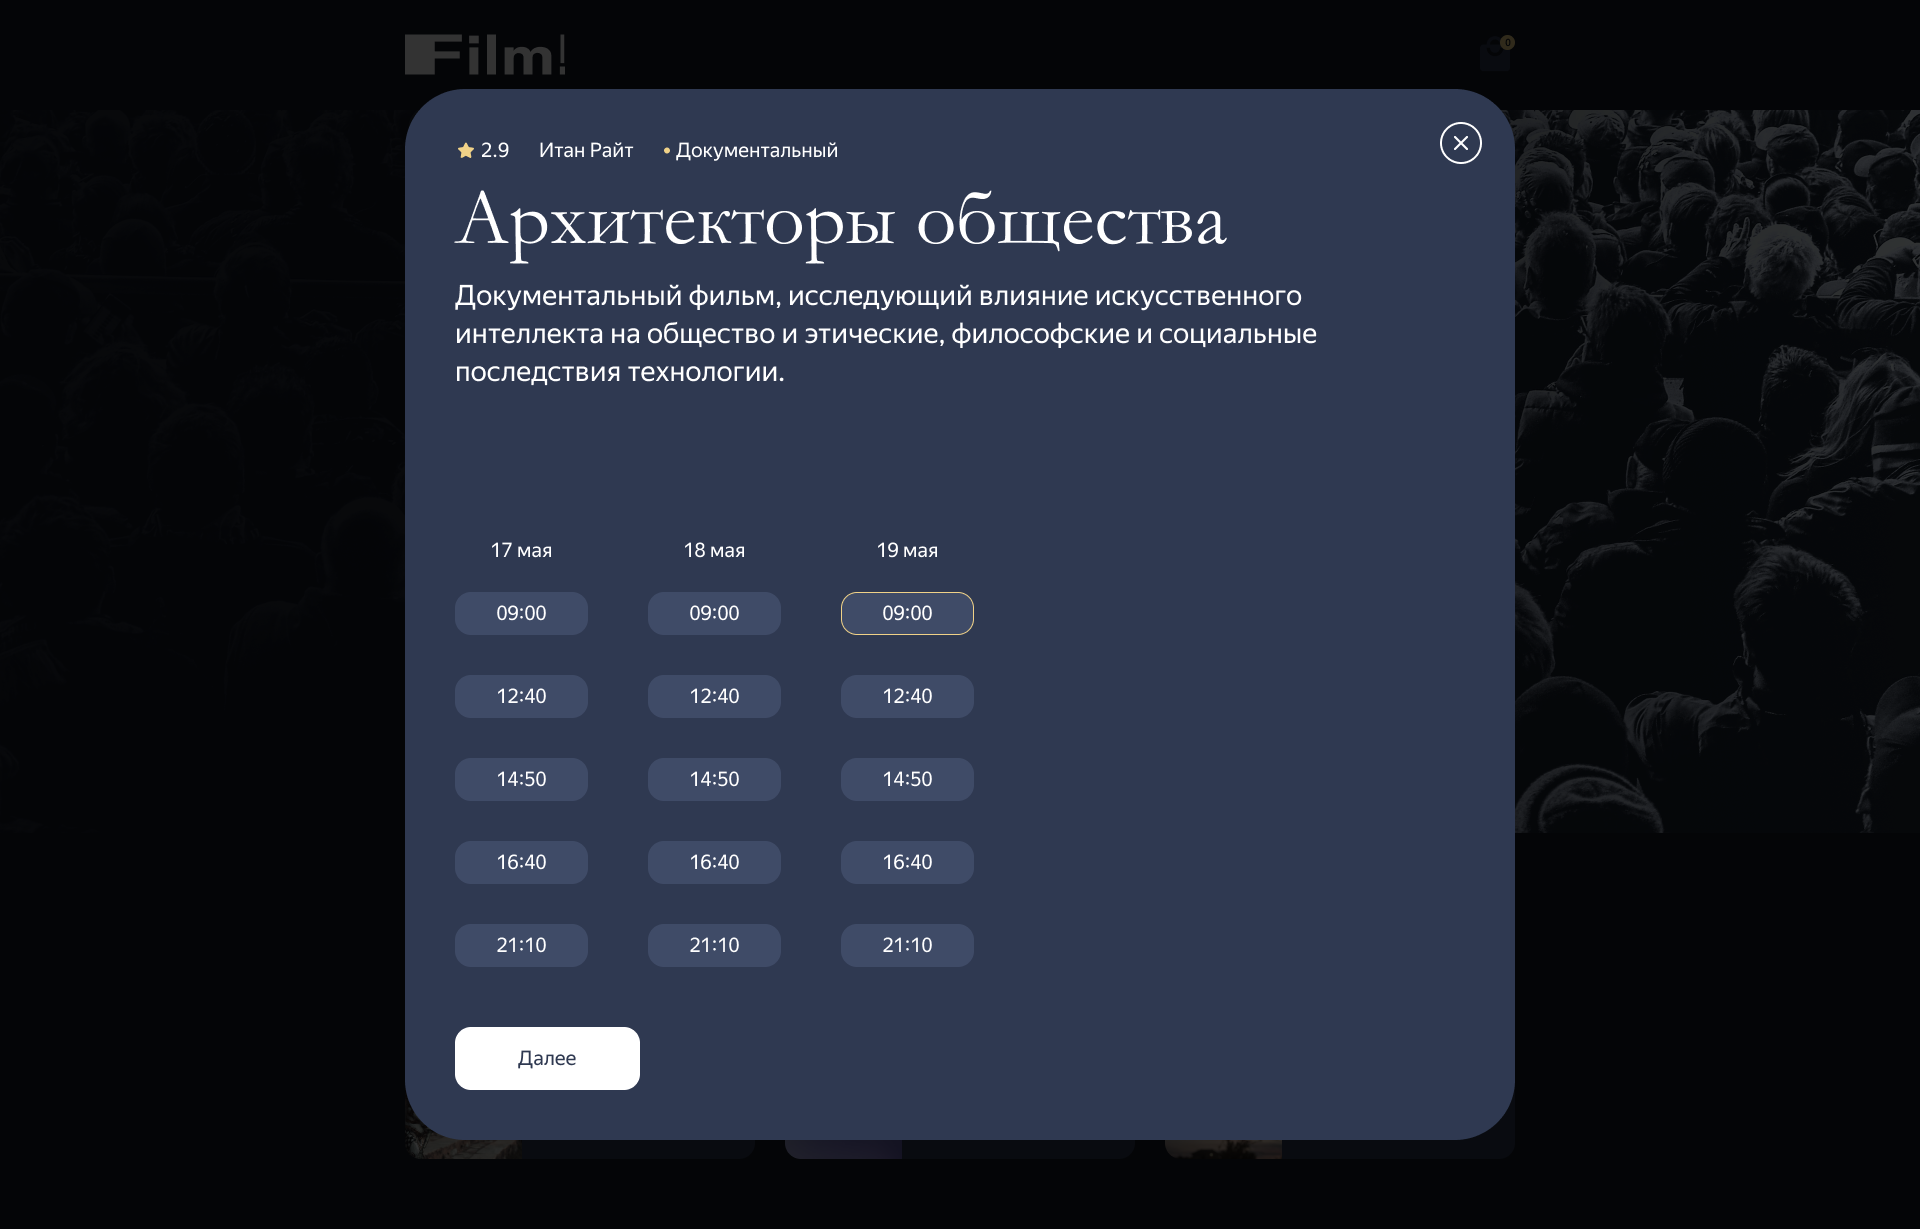 Film!
0
2.9 Итан Райт Документальный
Архитекторы общества
Документальный фильм, исследующий влияние искусственного
интеллекта на общество и этические, философские и социальные
последствия технологии.
17 мая 18 мая 19 мая
09:00 09:00 09:00
12:40 12:40 12:40
14:50 14:50 14:50
16:40 16:40 16:40
21:10 21:10 21:10
Далее